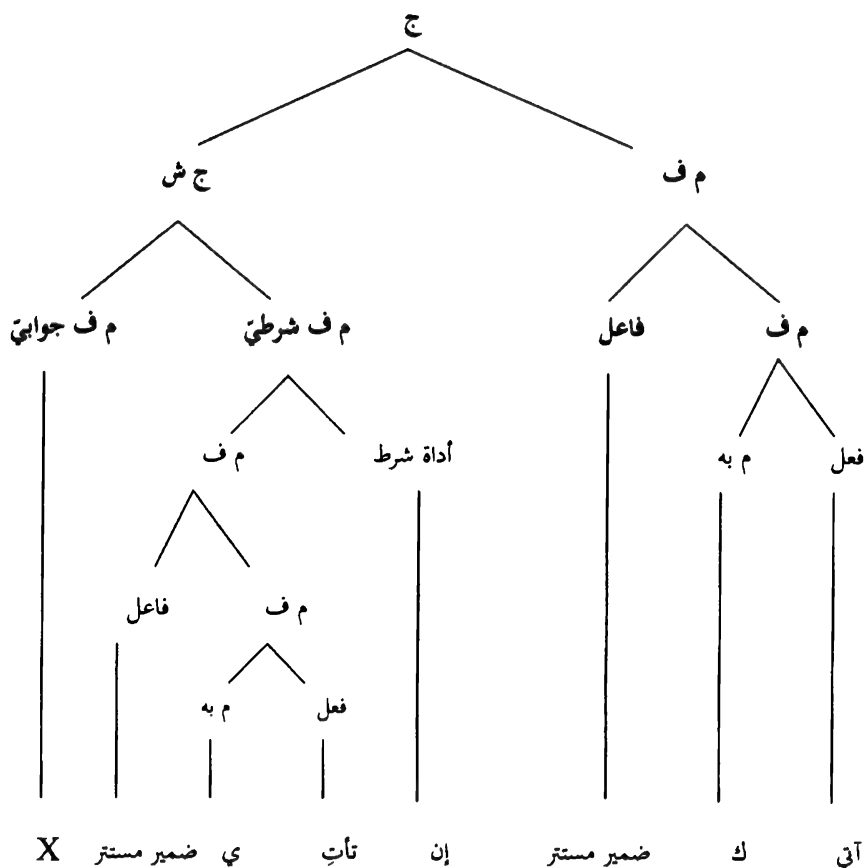 ج
م ف ج ش
م ف فاعل م ف شرطيّ م ف جوابيّ
فعل م به أداة شرط م ف
م ف فاعل
فعل م به
آتي ك ضمير مستتر إن تأتِ ي ضمير مستتر X